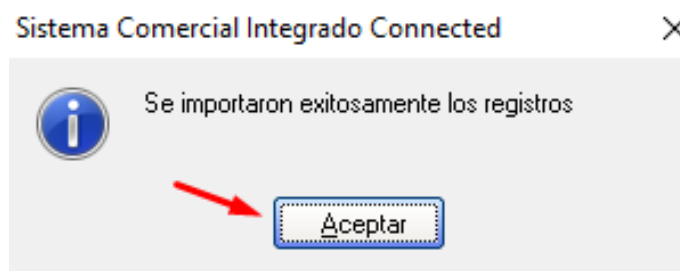 Sistema Comercial Integrado Connected
Se importaron exitosamente los registros
Aceptar